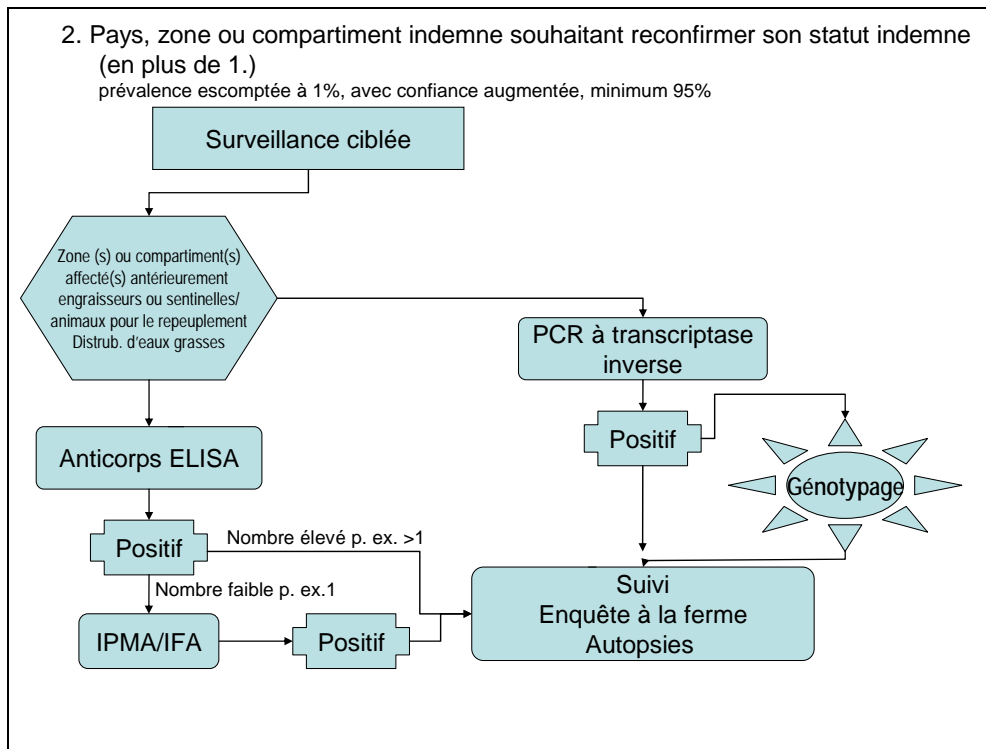 2. Pays, zone ou compartiment indemne souhaitant reconfirmer son statut indemne
(en plus de 1.)
prévalence escomptée à 1%, avec confiance augmentée, minimum 95%
Surveillance ciblée
Zone (s) ou compartiment(s)
affecté(s) antérieurement
engraisseurs ou sentinelles/
animaux pour le repeuplement
Distrub. d'eaux grasses
PCR à transcriptase
inverse
Positif
Génotypage
Anticorps ELISA
Positif
Nombre élevé p. ex. >1
Nombre faible p. ex.1
IPMA/IFA
Positif
Suivi
Enquête à la ferme
Autopsies